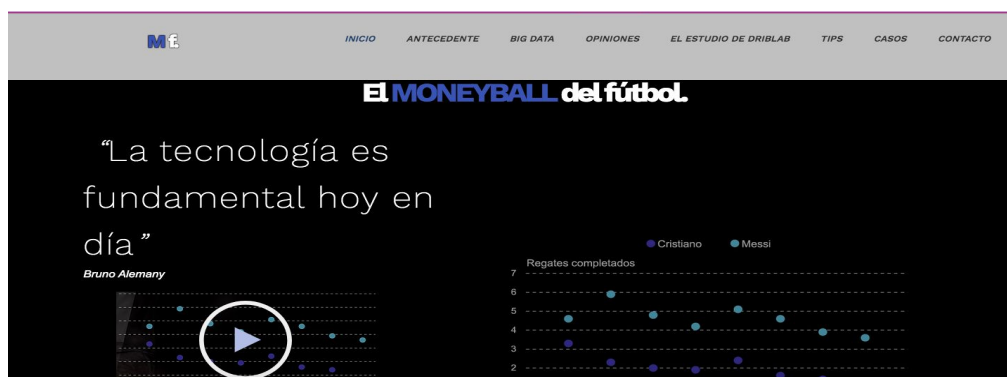 Mf.
INICIO ANTECEDENTE BIG DATA OPINIONES EL ESTUDIO DE DRIBLAB TIPS CASOS CONTACTO
El MONEYBALL del fútbol.
“La tecnología es
fundamental hoy en
día”
Bruno Alemany
Cristiano Messi
Regates completados
7
6
5
4
3
2